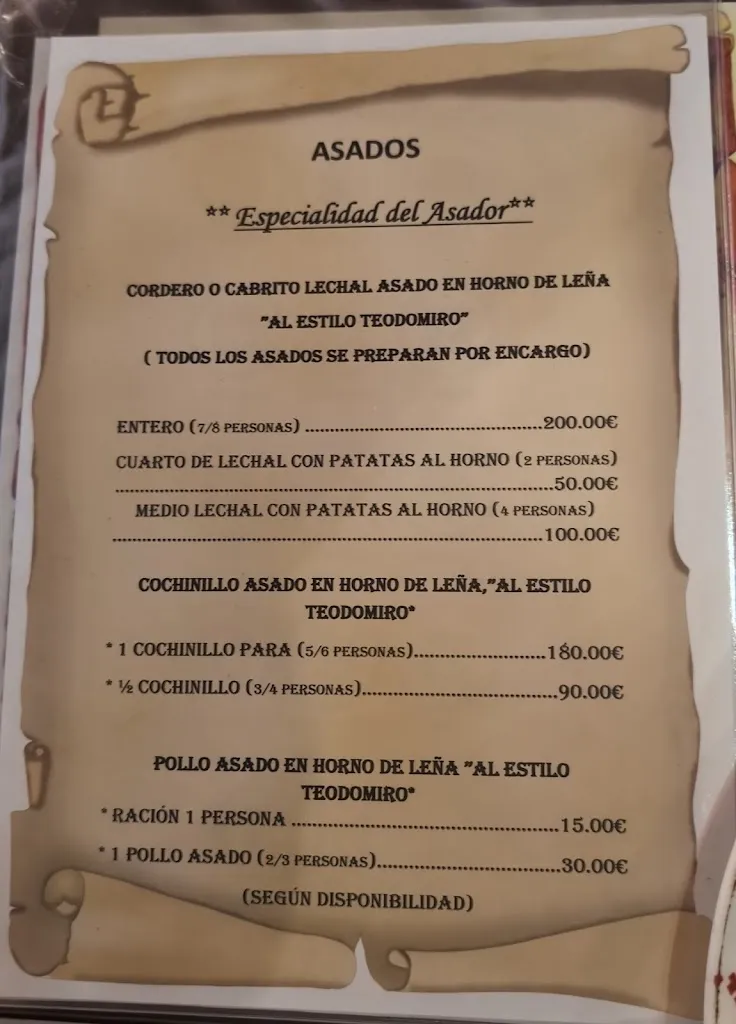 ASADOS
** Especialidad del Asador**
CORDERO O CABRITO LECHAL ASADO EN HORNO DE LEÑA
"AL ESTILO TEODOMIRO"
( TODOS LOS ASADOS SE PREPARAN POR ENCARGO)
ENTERO (7/8 PERSONAS) ............................................200.00€
CUARTO DE LECHAL CON PATATAS AL HORNO (2 PERSONAS)
................................................................................50.00€
MEDIO LECHAL CON PATATAS AL HORNO (4 PERSONAS)
................................................................................100.00€
COCHINILLO ASADO EN HORNO DE LEÑA,"AL ESTILO
TEODOMIRO"
* 1 COCHINILLO PARA (5/6 PERSONAS)........................180.00€
* ½ COCHINILLO (3/4 PERSONAS)....................................90.00€
POLLO ASADO EN HORNO DE LEÑA "AL ESTILO
TEODOMIRO"
* RACIÓN 1 PERSONA .................................................15.00€
* 1 POLLO ASADO (2/3 PERSONAS)..................................30.00€
(SEGÚN DISPONIBILIDAD)